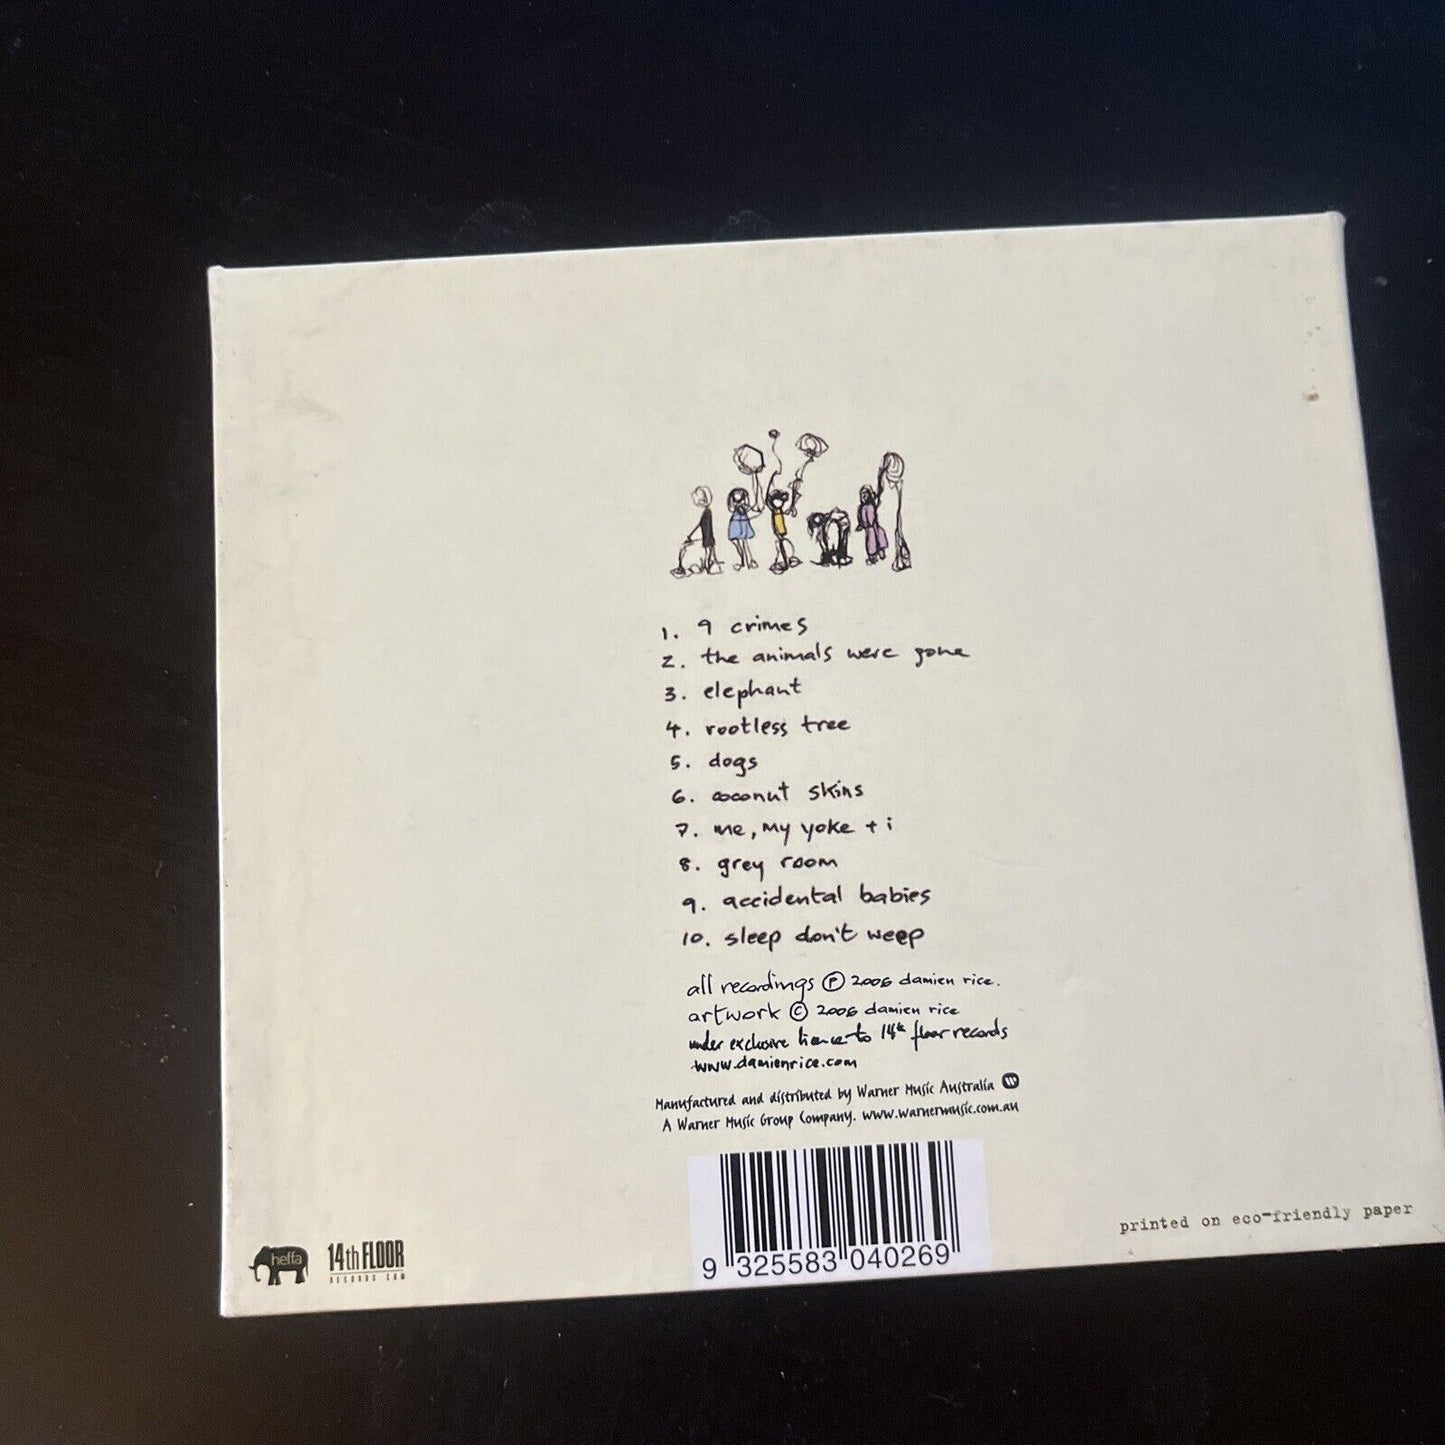 1. 9 crimes
2. the animals were gone
3. elephant
4. rootless tree
5. dogs
6. coconut skins
7. me, my yoke + i
8. grey room
9. accidental babies
10. sleep don't weep
all recordings ℗ 2006 damien rice.
artwork © 2006 damien rice
under exclusive licence to 14th floor records
www.damienrice.com
Manufactured and distributed by Warner Music Australia
A Warner Music Group Company. www.warnermusic.com.au
9 325583 040269
printed on eco-friendly paper
heffa
14th FLOOR
RECORDS.COM